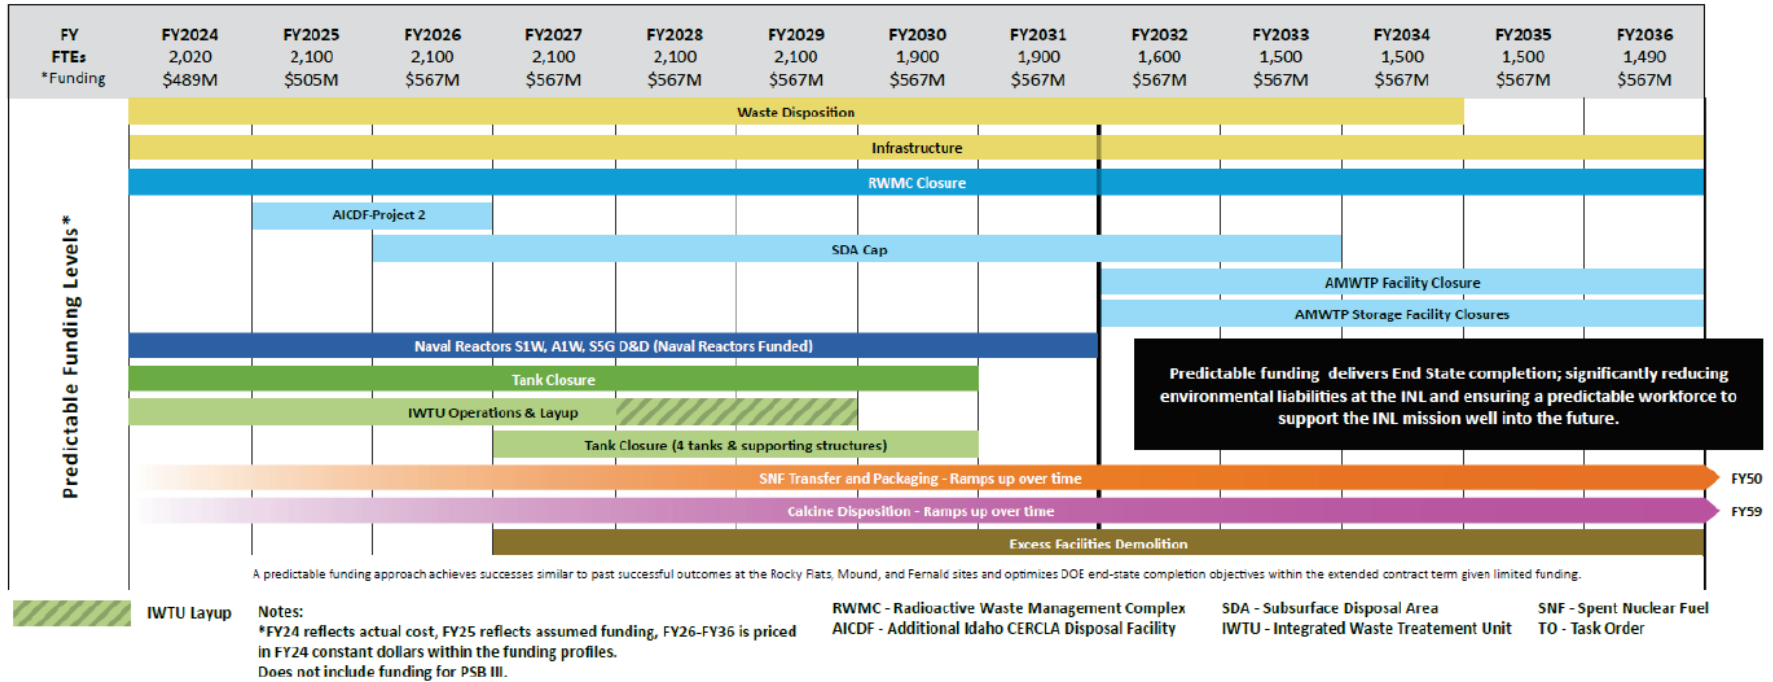 FY FY2024 FY2025 FY2026 FY2027 FY2028 FY2029 FY2030 FY2031 FY2032 FY2033 FY2034 FY2035 FY2036
FTEs 2,020 2,100 2,100 2,100 2,100 2,100 1,900 1,900 1,600 1,500 1,500 1,500 1,490
*Funding $489M $505M $567M $567M $567M $567M $567M $567M $567M $567M $567M $567M $567M
Predictable Funding Levels*
Waste Disposition
Infrastructure
RWMC Closure
AICDF-Project 2
SDA Cap
AMWTP Facility Closure
AMWTP Storage Facility Closures
Naval Reactors S1W, A1W, S5G D&D (Naval Reactors Funded)
Tank Closure
IWTU Operations & Layup
Tank Closure (4 tanks & supporting structures)
Predictable funding delivers End State completion; significantly reducing
environmental liabilities at the INL and ensuring a predictable workforce to
support the INL mission well into the future.
SNF Transfer and Packaging - Ramps up over time FY50
Calcine Disposition - Ramps up over time FY59
Excess Facilities Demolition
A predictable funding approach achieves successes similar to past successful outcomes at the Rocky Flats, Mound, and Fernald sites and optimizes DOE end-state completion objectives within the extended contract term given limited funding.
IWTU Layup
Notes:
*FY24 reflects actual cost, FY25 reflects assumed funding, FY26-FY36 is priced
in FY24 constant dollars within the funding profiles.
Does not include funding for PSB III.
RWMC - Radioactive Waste Management Complex
AICDF - Additional Idaho CERCLA Disposal Facility
SDA - Subsurface Disposal Area
IWTU - Integrated Waste Treatement Unit
SNF - Spent Nuclear Fuel
TO - Task Order